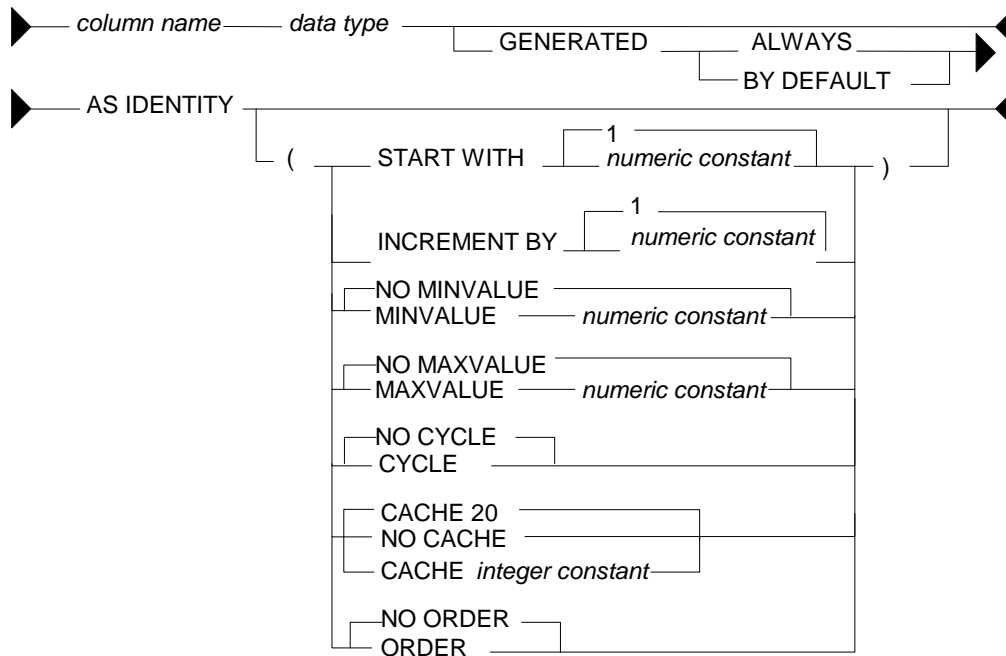 column name data type
GENERATED ALWAYS
BY DEFAULT
AS IDENTITY
1
( START WITH numeric constant )
1
INCREMENT BY numeric constant
NO MINVALUE
MINVALUE numeric constant
NO MAXVALUE
MAXVALUE numeric constant
NO CYCLE
CYCLE
CACHE 20
NO CACHE
CACHE integer constant
NO ORDER
ORDER